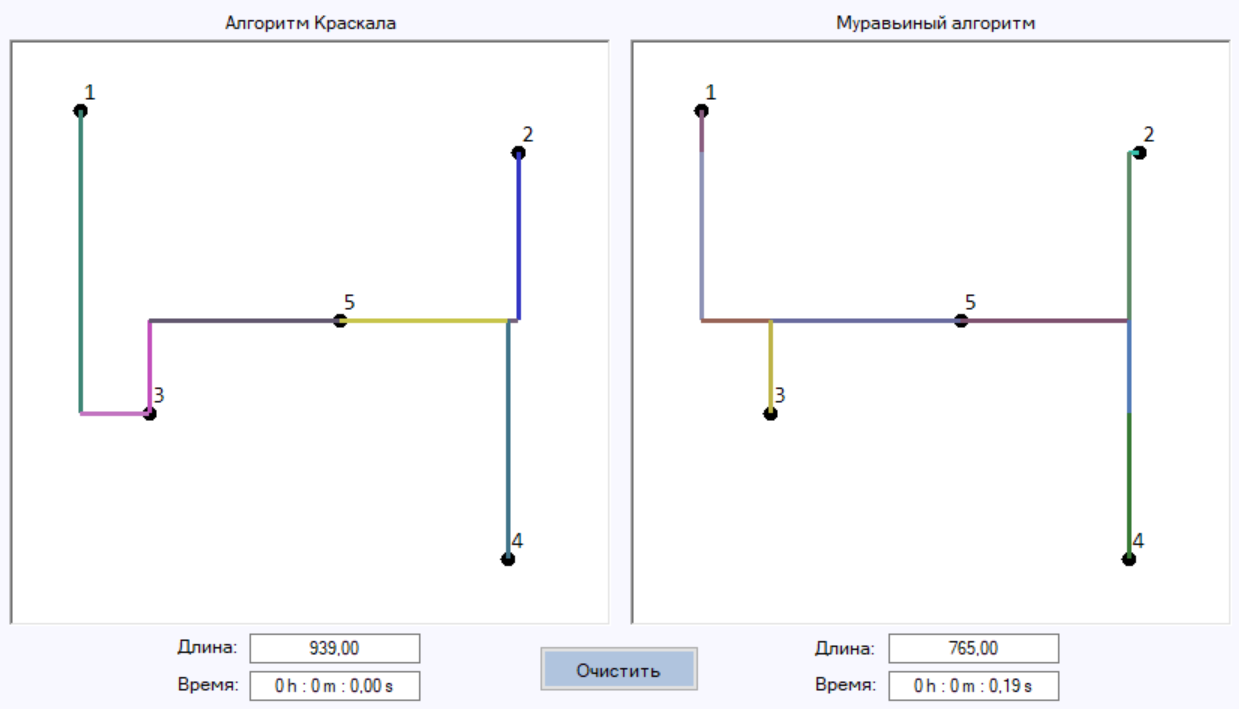 Алгоритм Краскала
1
2
5
3
4
Длина: 939,00
Время: 0 h : 0 m : 0,00 s
Очистить
Муравьиный алгоритм
1
2
5
3
4
Длина: 765,00
Время: 0 h : 0 m : 0,19 s